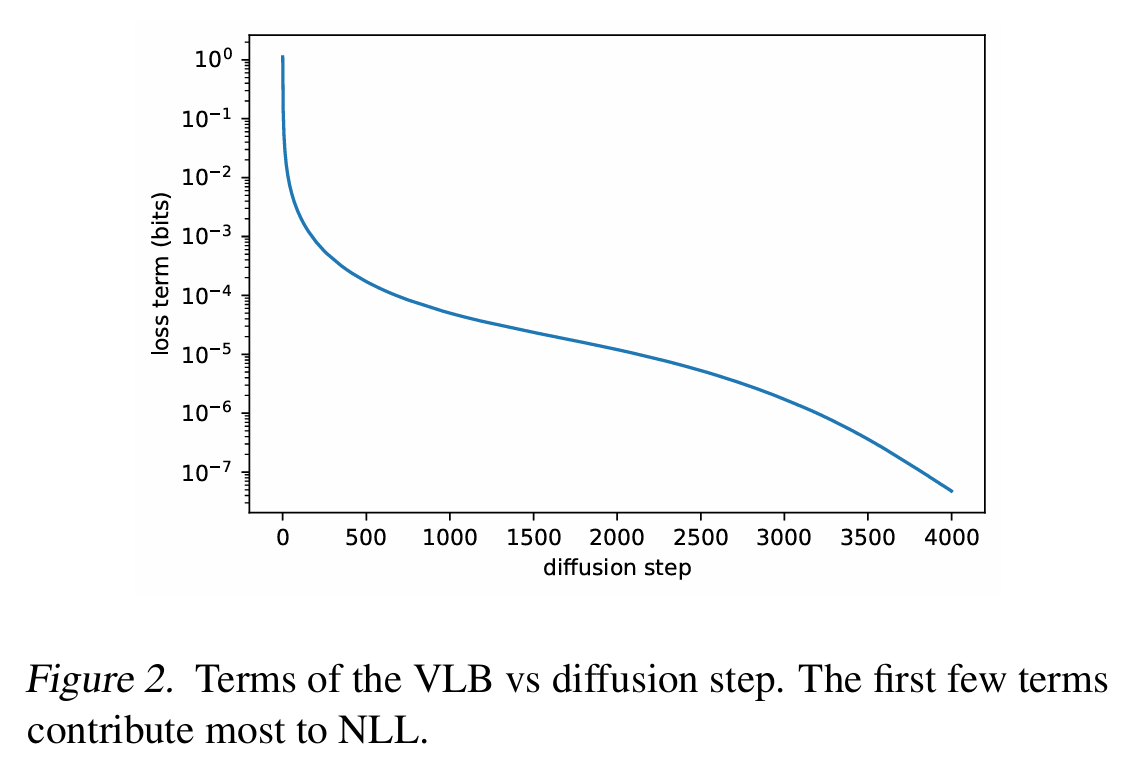 10⁰
10⁻¹
10⁻²
10⁻³
10⁻⁴
10⁻⁵
10⁻⁶
10⁻⁷
loss term (bits)
0 500 1000 1500 2000 2500 3000 3500 4000
diffusion step
Figure 2. Terms of the VLB vs diffusion step. The first few terms
contribute most to NLL.